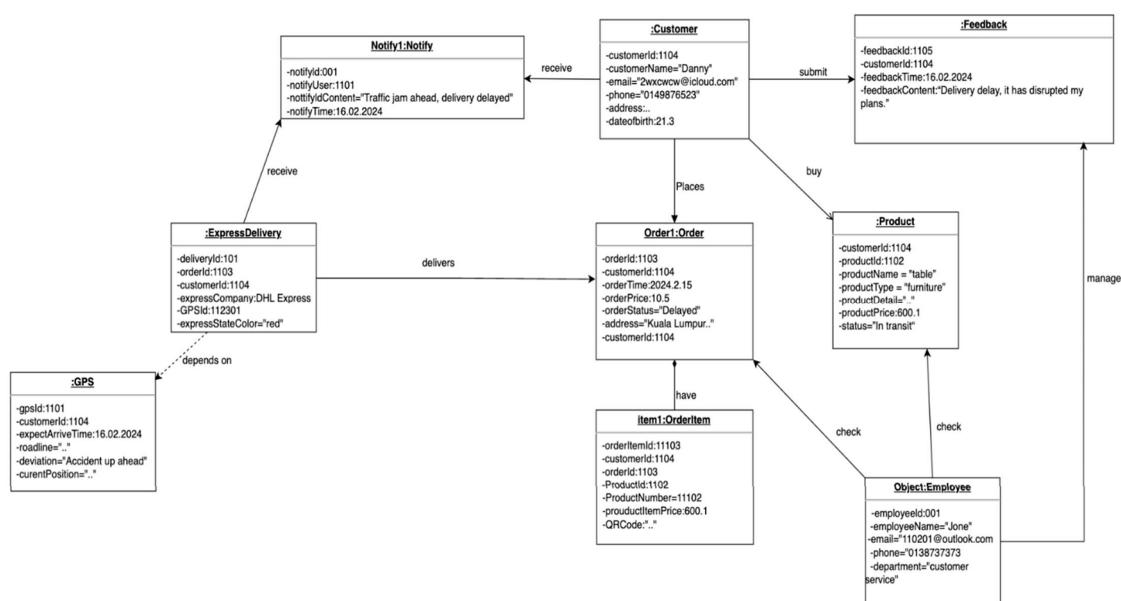 Notify1:Notify
-notifyId:001
-notifyUser:1101
-nottifyIdContent="Traffic jam ahead, delivery delayed"
-notifyTime:16.02.2024
receive
:Customer
-customerId:1104
-customerName="Danny"
-email="2wxcwcw@icloud.com"
-phone="0149876523"
-address:..
-dateofbirth:21.3
submit
:Feedback
-feedbackId:1105
-customerId:1104
-feedbackTime:16.02.2024
-feedbackContent:"Delivery delay, it has disrupted my
plans."
receive
Places
buy
manage
:ExpressDelivery
-deliveryId:101
-orderId:1103
-customerId:1104
-expressCompany:DHL Express
-GPSId:112301
-expressStateColor="red"
delivers
Order1:Order
-orderId:1103
-customerId:1104
-orderTime:2024.2.15
-orderPrice:10.5
-orderStatus="Delayed"
-address="Kuala Lumpur.."
-customerId:1104
:Product
-customerId:1104
-productId:1102
-productName = "table"
-productType = "furniture"
-productDetail=".."
-productPrice:600.1
-status="In transit"
depends on
:GPS
-gpsId:1101
-customerId:1104
-expectArriveTime:16.02.2024
-roadline=".."
-deviation="Accident up ahead"
-curentPosition=".."
have
item1:OrderItem
-orderItemId:11103
-customerId:1104
-orderId:1103
-ProductId:1102
-ProductNumber=11102
-prouductItemPrice:600.1
-QRCode:".."
check
check
Object:Employee
-employeeId:001
-employeeName="Jone"
-email="110201@outlook.com
-phone="0138737373
-department="customer
service"